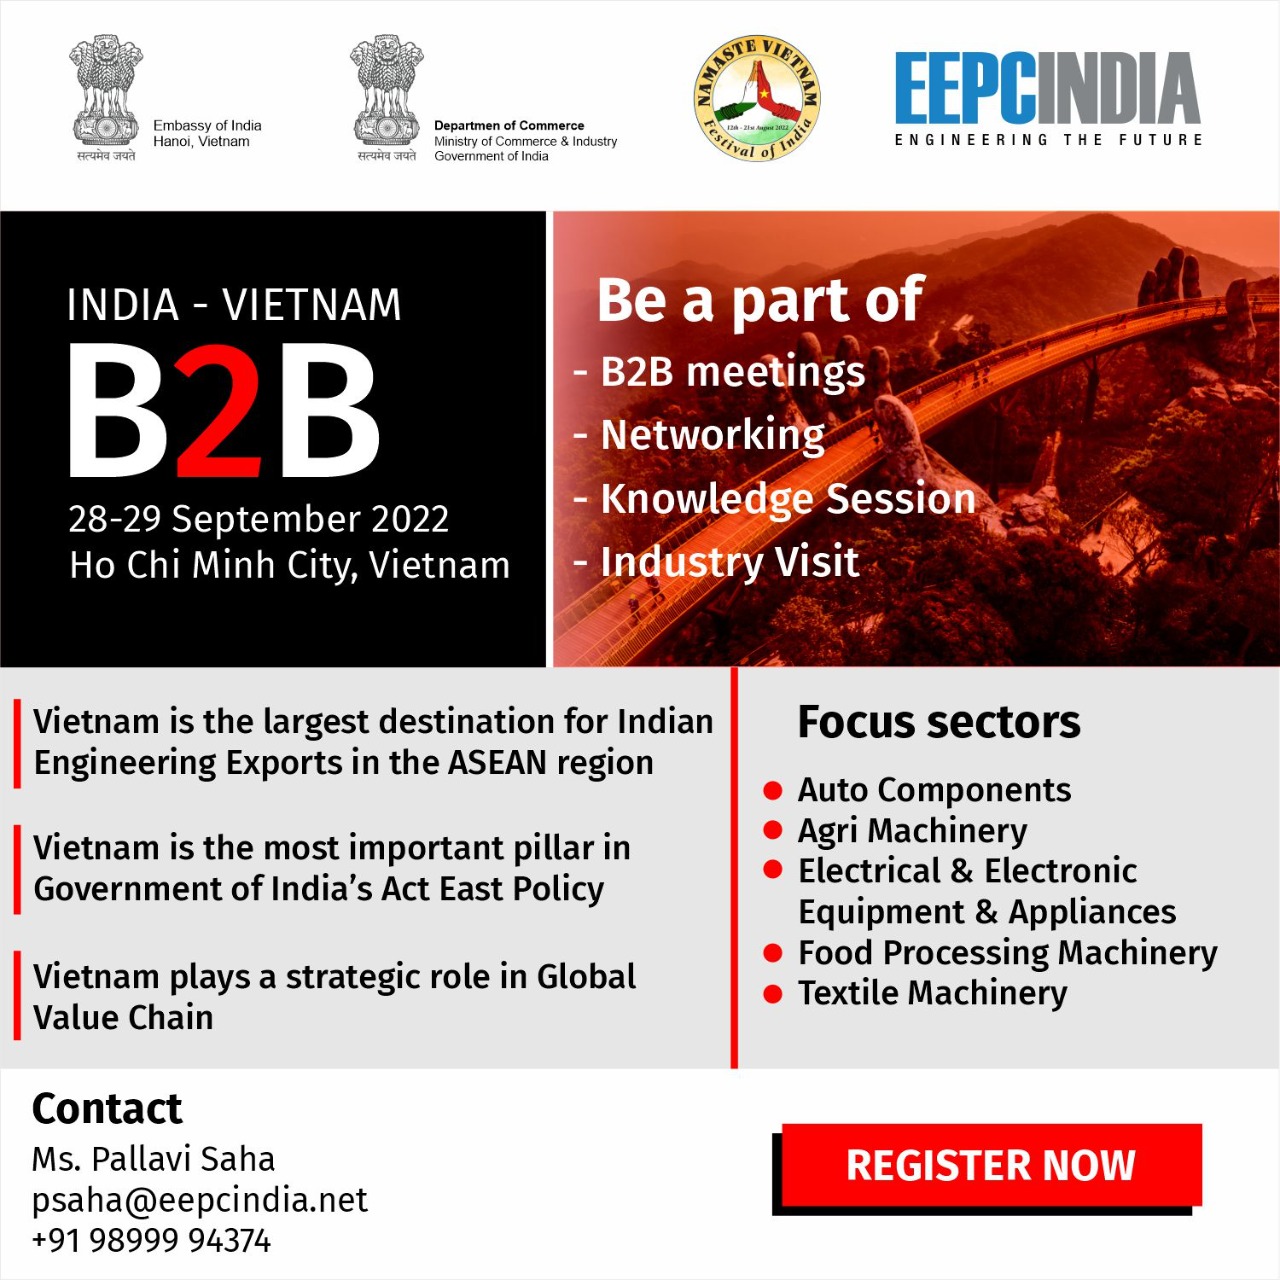 सत्यमेव जयते
Embassy of India
Hanoi, Vietnam
सत्यमेव जयते
Departmen of Commerce
Ministry of Commerce & Industry
Government of India
NAMASTE VIETNAM
12th - 21st August 2022
Festival of India
EEPCINDIA
ENGINEERING THE FUTURE
INDIA - VIETNAM
B2B
28-29 September 2022
Ho Chi Minh City, Vietnam
Be a part of
- B2B meetings
- Networking
- Knowledge Session
- Industry Visit
Vietnam is the largest destination for Indian
Engineering Exports in the ASEAN region
Vietnam is the most important pillar in
Government of India’s Act East Policy
Vietnam plays a strategic role in Global
Value Chain
Focus sectors
Auto Components
Agri Machinery
Electrical & Electronic
Equipment & Appliances
Food Processing Machinery
Textile Machinery
Contact
Ms. Pallavi Saha
psaha@eepcindia.net
+91 98999 94374
REGISTER NOW